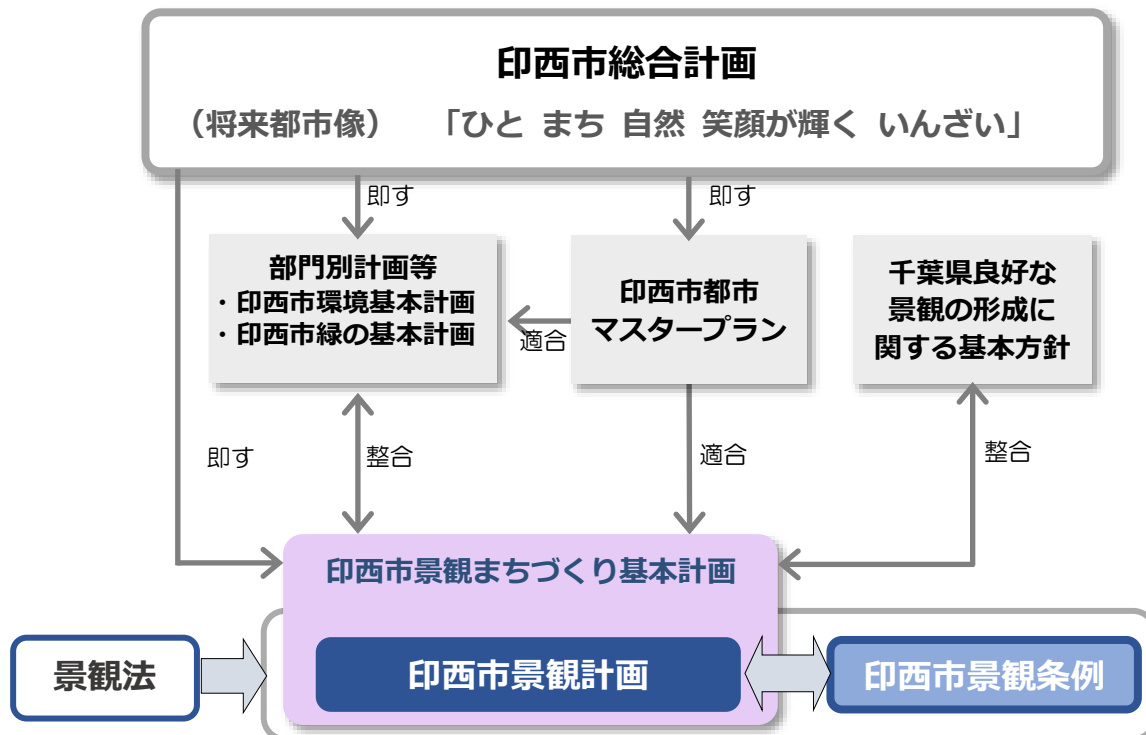 印西市総合計画
（将来都市像） 「ひと まち 自然 笑顔が輝く いんざい」
即す
即す
部門別計画等
・印西市環境基本計画
・印西市緑の基本計画
適合
印西市都市
マスタープラン
千葉県良好な
景観の形成に
関する基本方針
即す
整合
適合
整合
印西市景観まちづくり基本計画
景観法
印西市景観計画
印西市景観条例